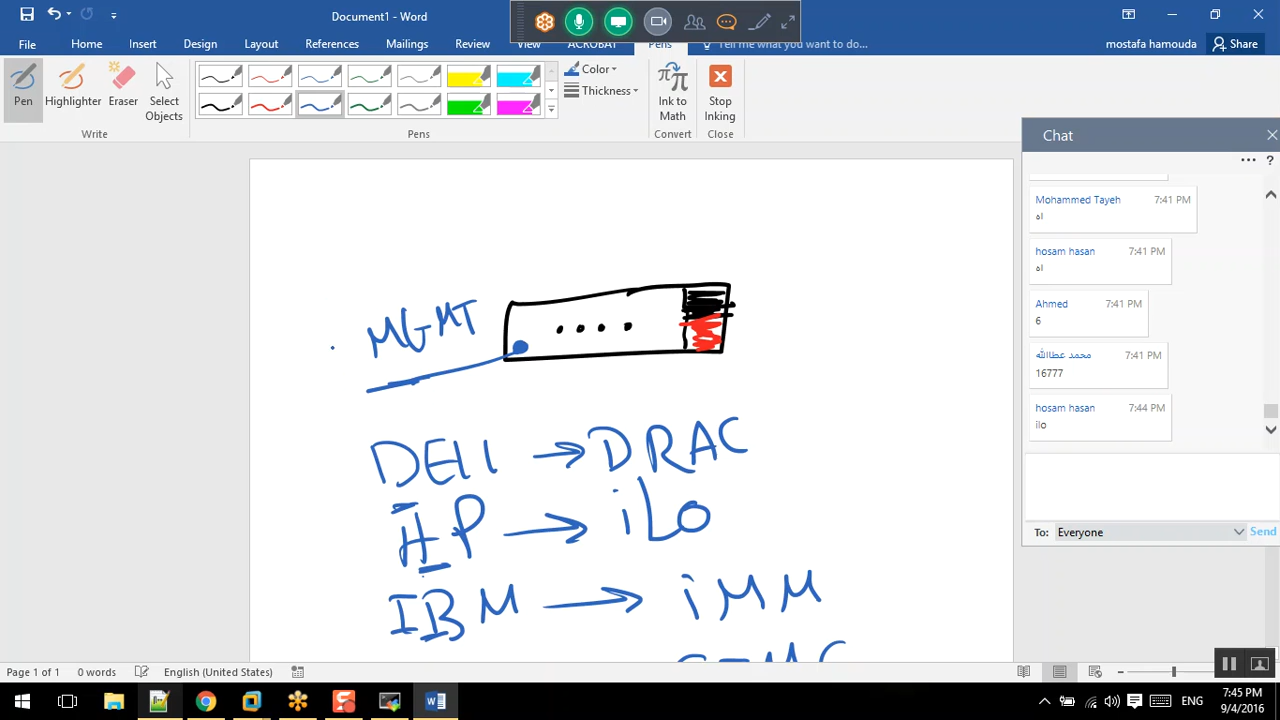 Document1 - Word
File Home Insert Design Layout References Mailings Review View ACROBAT Pens Tell me what you want to do... mostafa hamouda Share
Pen Highlighter Eraser Select Objects
Color
Thickness
Ink to Math
Stop Inking
Write Pens Convert Close
Chat
Mohammed Tayeh 7:41 PM
اه
hosam hasan 7:41 PM
اه
Ahmed 7:41 PM
6
محمد عطاالله 7:41 PM
16777
hosam hasan 7:44 PM
ilo
To: Everyone Send
MGMT
DELL → DRAC
HP → iLO
IBM → iMM
Page 1 of 1 0 words English (United States)
ENG
7:45 PM
9/4/2016